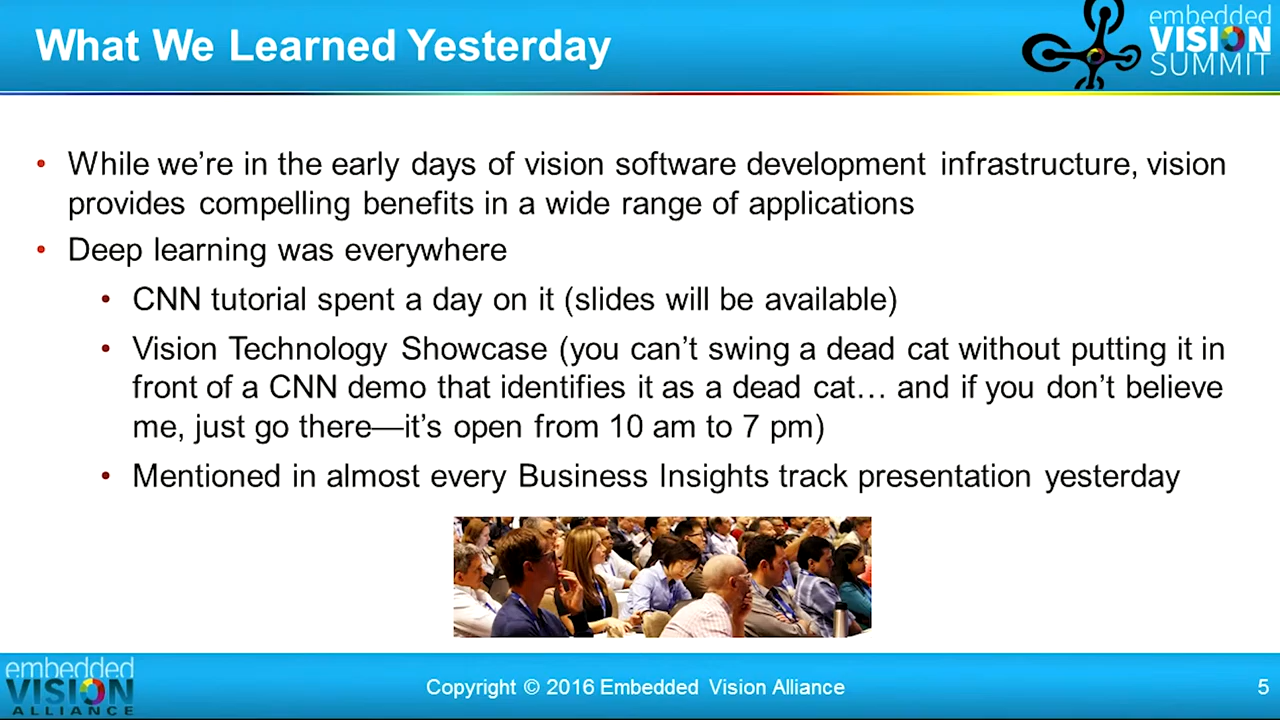 What We Learned Yesterday
embedded
VISION
SUMMIT
• While we’re in the early days of vision software development infrastructure, vision
provides compelling benefits in a wide range of applications
• Deep learning was everywhere
• CNN tutorial spent a day on it (slides will be available)
• Vision Technology Showcase (you can’t swing a dead cat without putting it in
front of a CNN demo that identifies it as a dead cat… and if you don’t believe
me, just go there—it’s open from 10 am to 7 pm)
• Mentioned in almost every Business Insights track presentation yesterday
embedded
VISION
ALLIANCE
Copyright © 2016 Embedded Vision Alliance
5